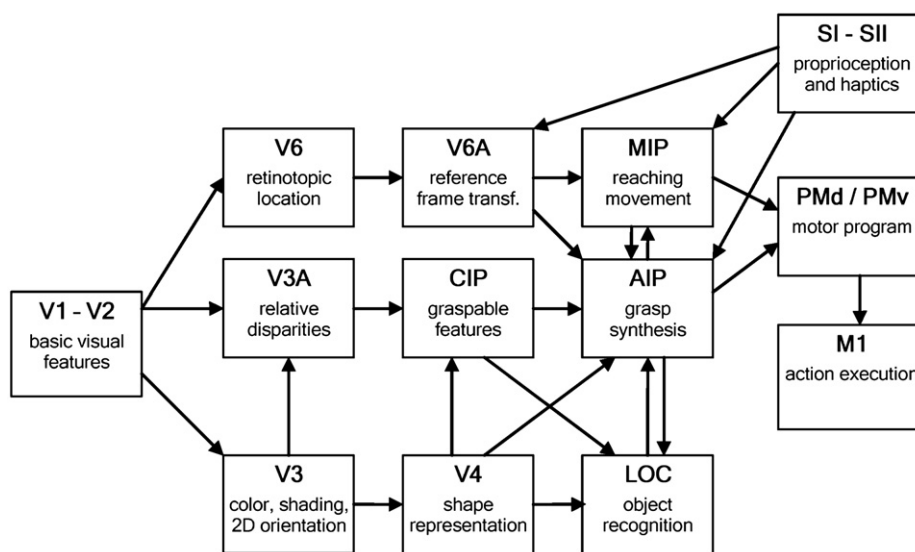 SI - SII
proprioception
and haptics
V6
retinotopic
location
V6A
reference
frame transf.
MIP
reaching
movement
PMd / PMv
motor program
V1 - V2
basic visual
features
V3A
relative
disparities
CIP
graspable
features
AIP
grasp
synthesis
M1
action execution
V3
color, shading,
2D orientation
V4
shape
representation
LOC
object
recognition